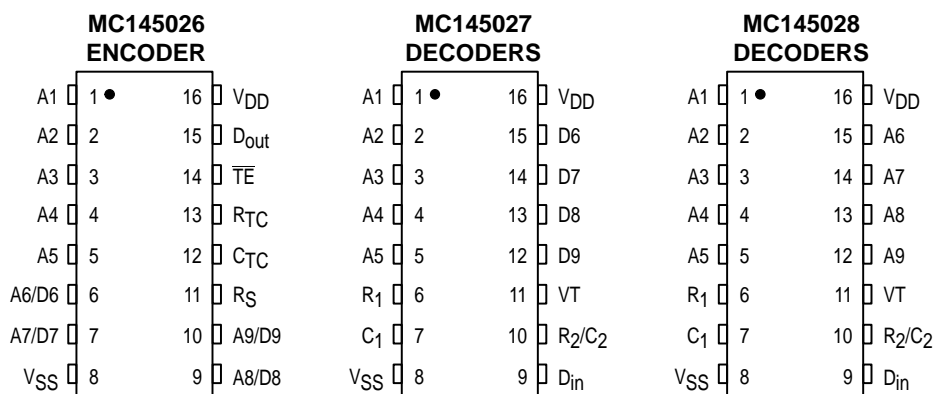 MC145026
ENCODER
A1 1 16 VDD
A2 2 15 Dout
A3 3 14 TE
A4 4 13 RTC
A5 5 12 CTC
A6/D6 6 11 RS
A7/D7 7 10 A9/D9
VSS 8 9 A8/D8
MC145027
DECODERS
A1 1 16 VDD
A2 2 15 D6
A3 3 14 D7
A4 4 13 D8
A5 5 12 D9
R1 6 11 VT
C1 7 10 R2/C2
VSS 8 9 Din
MC145028
DECODERS
A1 1 16 VDD
A2 2 15 A6
A3 3 14 A7
A4 4 13 A8
A5 5 12 A9
R1 6 11 VT
C1 7 10 R2/C2
VSS 8 9 Din